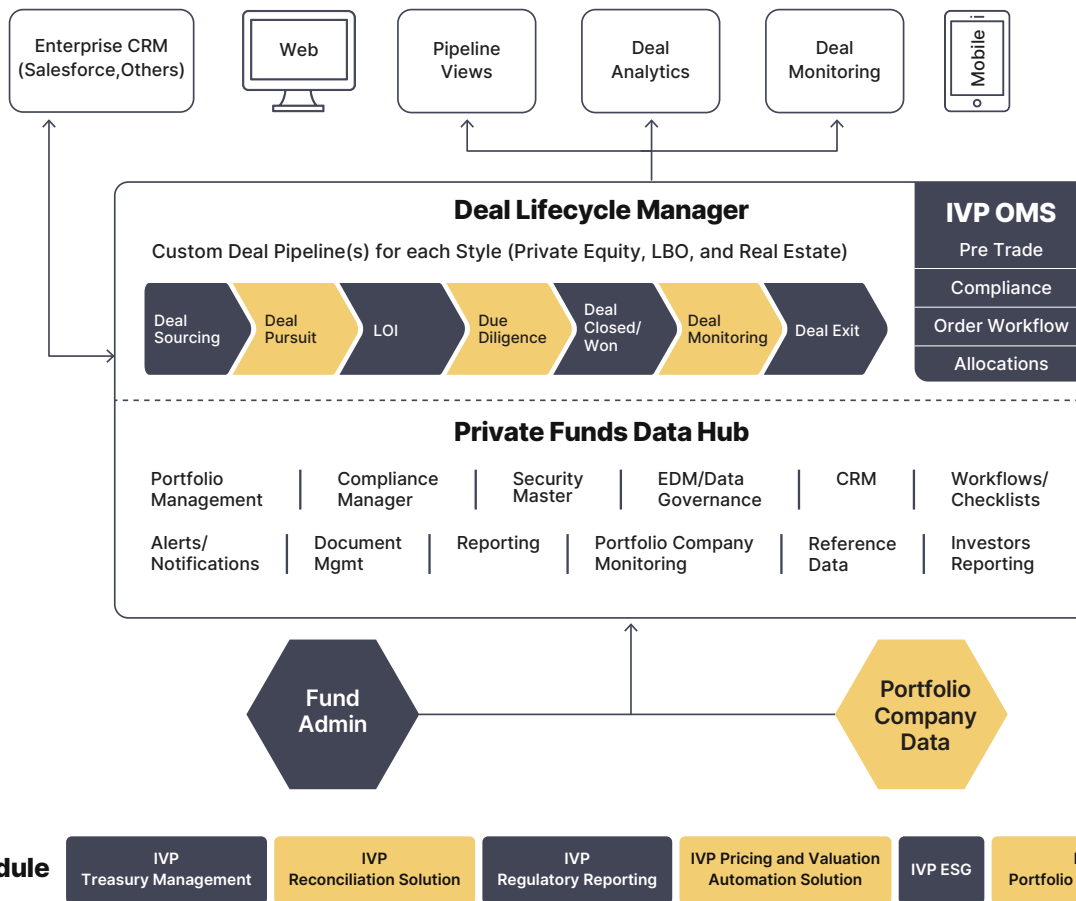 Enterprise CRM
(Salesforce,Others)
Web
Pipeline
Views
Deal
Analytics
Deal
Monitoring
Mobile
Deal Lifecycle Manager
Custom Deal Pipeline(s) for each Style (Private Equity, LBO, and Real Estate)
Deal
Sourcing
Deal
Pursuit
LOI
Due
Diligence
Deal
Closed/
Won
Deal
Monitoring
Deal Exit
IVP OMS
Pre Trade
Compliance
Order Workflow
Allocations
Private Funds Data Hub
Portfolio
Management
Compliance
Manager
Security
Master
EDM/Data
Governance
CRM
Workflows/
Checklists
Alerts/
Notifications
Document
Mgmt
Reporting
Portfolio Company
Monitoring
Reference
Data
Investors
Reporting
Fund
Admin
Portfolio
Company
Data
dule
IVP
Treasury Management
IVP
Reconciliation Solution
IVP
Regulatory Reporting
IVP Pricing and Valuation
Automation Solution
IVP ESG
Portfolio